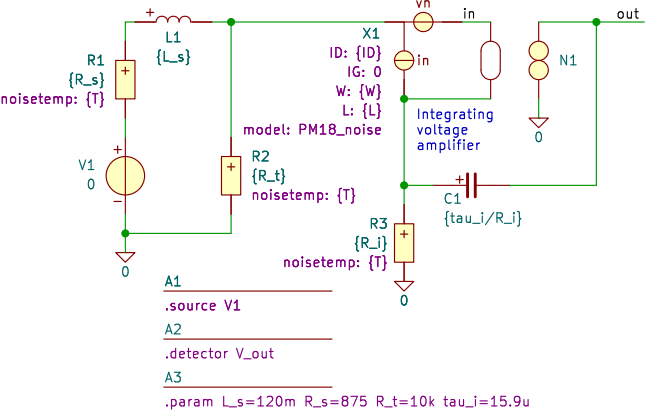 vn
in
out
+
L1
{L_s}
X1
ID: {ID}
IG: 0
W: {W}
L: {L}
model: PM18_noise
in
N1
0
R1
{R_s}
noisetemp: {T}
+
Integrating
voltage
amplifier
V1
0
+
−
R2
{R_t}
noisetemp: {T}
+
+
C1
{tau_i/R_i}
R3
{R_i}
noisetemp: {T}
+
0
0
A1
.source V1
A2
.detector V_out
A3
.param L_s=120m R_s=875 R_t=10k tau_i=15.9u